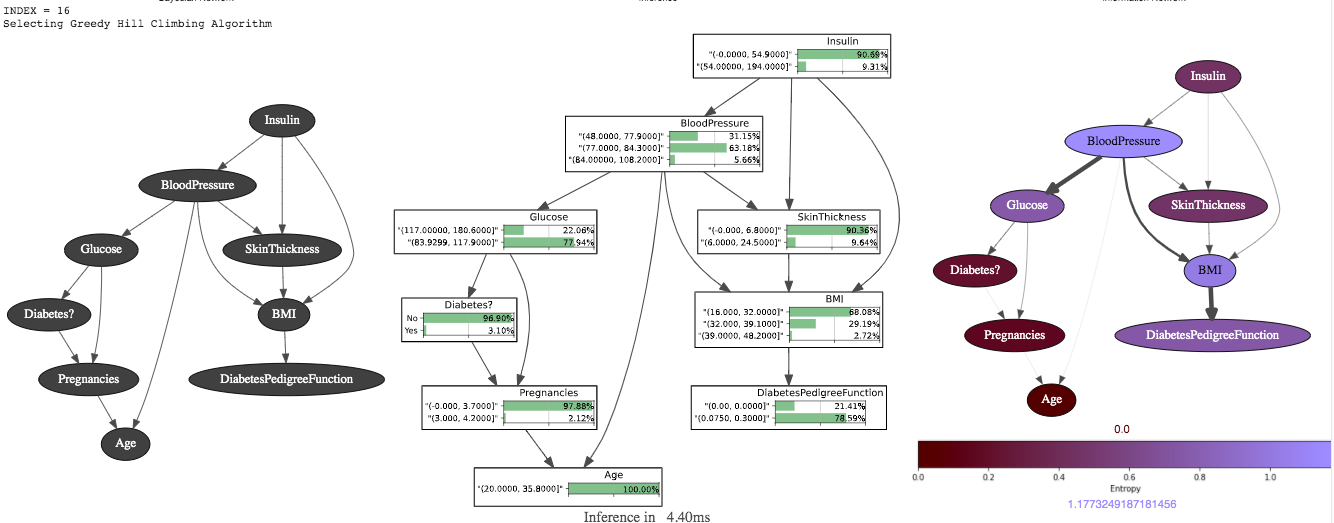 INDEX = 16
Selecting Greedy Hill Climbing Algorithm
Insulin
BloodPressure
Glucose
SkinThickness
Diabetes?
BMI
Pregnancies
DiabetesPedigreeFunction
Age
Insulin
"(-0.0000, 54.9000]" 90.69%
"(54.00000, 194.0000]" 9.31%
BloodPressure
"(48.0000, 77.9000]" 31.15%
"(77.0000, 84.3000]" 63.18%
"(84.00000, 108.2000]" 5.66%
Glucose
"(117.00000, 180.6000]" 22.06%
"(83.9299, 117.9000]" 77.94%
SkinThickness
"(-0.000, 6.8000]" 90.36%
"(6.0000, 24.5000]" 9.64%
Diabetes?
No 96.90%
Yes 3.10%
BMI
"(16.000, 32.0000]" 68.08%
"(32.000, 39.1000]" 29.19%
"(39.0000, 48.2000]" 2.72%
Pregnancies
"(-0.000, 3.7000]" 97.88%
"(3.000, 4.2000]" 2.12%
DiabetesPedigreeFunction
"(0.00, 0.0000]" 21.41%
"(0.0750, 0.3000]" 78.59%
Age
"(20.0000, 35.8000]" 100.00%
Inference in 4.40ms
Insulin
BloodPressure
Glucose
SkinThickness
Diabetes?
BMI
Pregnancies
DiabetesPedigreeFunction
Age
0.0
0.0 0.2 0.4 0.6 0.8 1.0
Entropy
1.1773249187181456